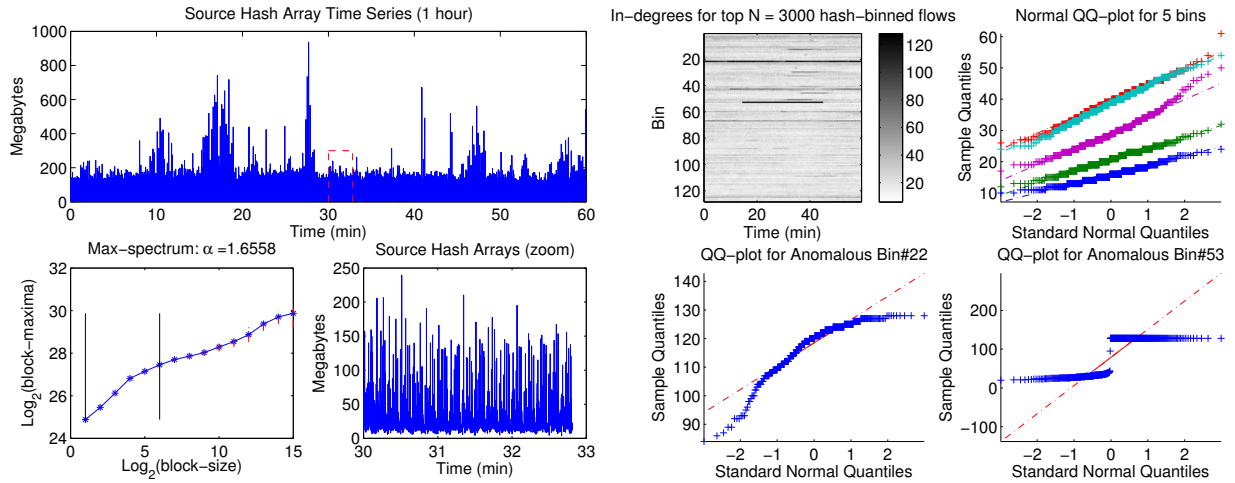 Source Hash Array Time Series (1 hour)
1000
800
600
400
200
0
Megabytes
0 10 20 30 40 50 60
Time (min)
Max−spectrum: α =1.6558
32
30
28
26
24
Log2(block−maxima)
0 5 10 15
Log2(block−size)
Source Hash Arrays (zoom)
250
200
150
100
50
0
Megabytes
30 31 32 33
Time (min)
In−degrees for top N = 3000 hash−binned flows
20
40
60
80
100
120
Bin
0 20 40
Time (min)
120
100
80
60
40
20
Normal QQ−plot for 5 bins
60
50
40
30
20
10
Sample Quantiles
−2 −1 0 1 2
Standard Normal Quantiles
QQ−plot for Anomalous Bin#22
140
130
120
110
100
90
Sample Quantiles
−2 −1 0 1 2
Standard Normal Quantiles
QQ−plot for Anomalous Bin#53
200
100
0
−100
Sample Quantiles
−2 −1 0 1 2
Standard Normal Quantiles